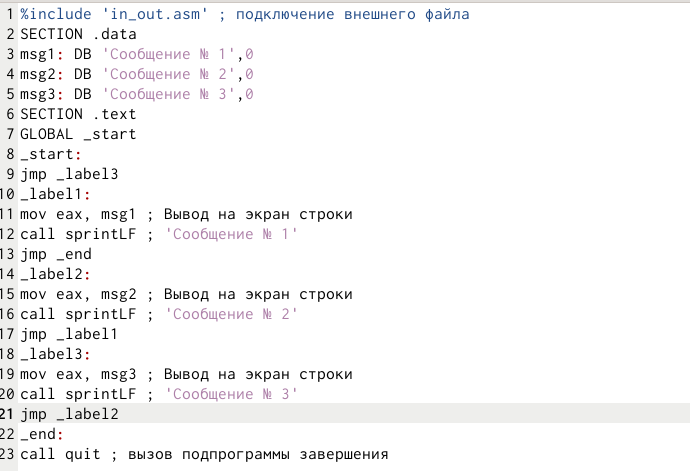 1 %include 'in_out.asm' ; подключение внешнего файла
2 SECTION .data
3 msg1: DB 'Сообщение № 1',0
4 msg2: DB 'Сообщение № 2',0
5 msg3: DB 'Сообщение № 3',0
6 SECTION .text
7 GLOBAL _start
8 _start:
9 jmp _label3
10 _label1:
11 mov eax, msg1 ; Вывод на экран строки
12 call sprintLF ; 'Сообщение № 1'
13 jmp _end
14 _label2:
15 mov eax, msg2 ; Вывод на экран строки
16 call sprintLF ; 'Сообщение № 2'
17 jmp _label1
18 _label3:
19 mov eax, msg3 ; Вывод на экран строки
20 call sprintLF ; 'Сообщение № 3'
21 jmp _label2
22 _end:
23 call quit ; вызов подпрограммы завершения